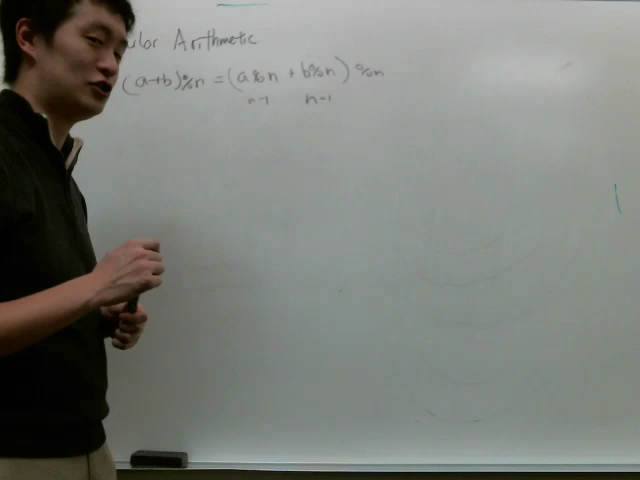 ular Arithmetic
(a+b)%n = (a%n + b%n) %n
n-1 n-1